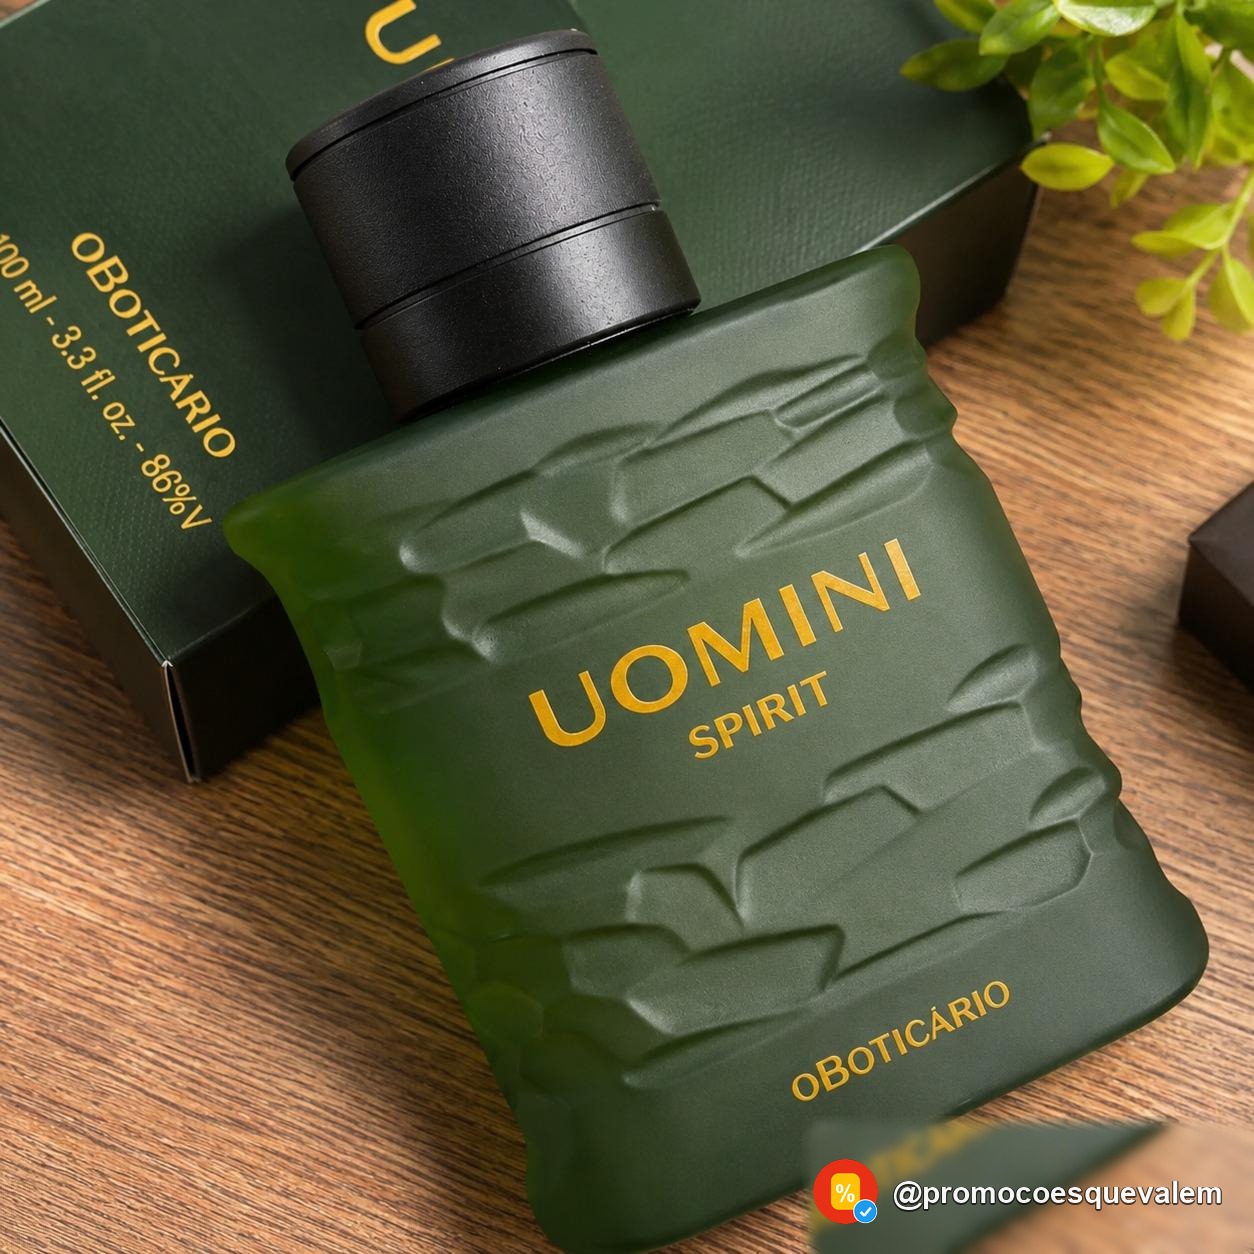 U
OBOTICÁRIO
100 ml - 3.3 fl. oz. - 86%V
UOMINI
SPIRIT
OBOTICÁRIO
%
@promocoesquevalem